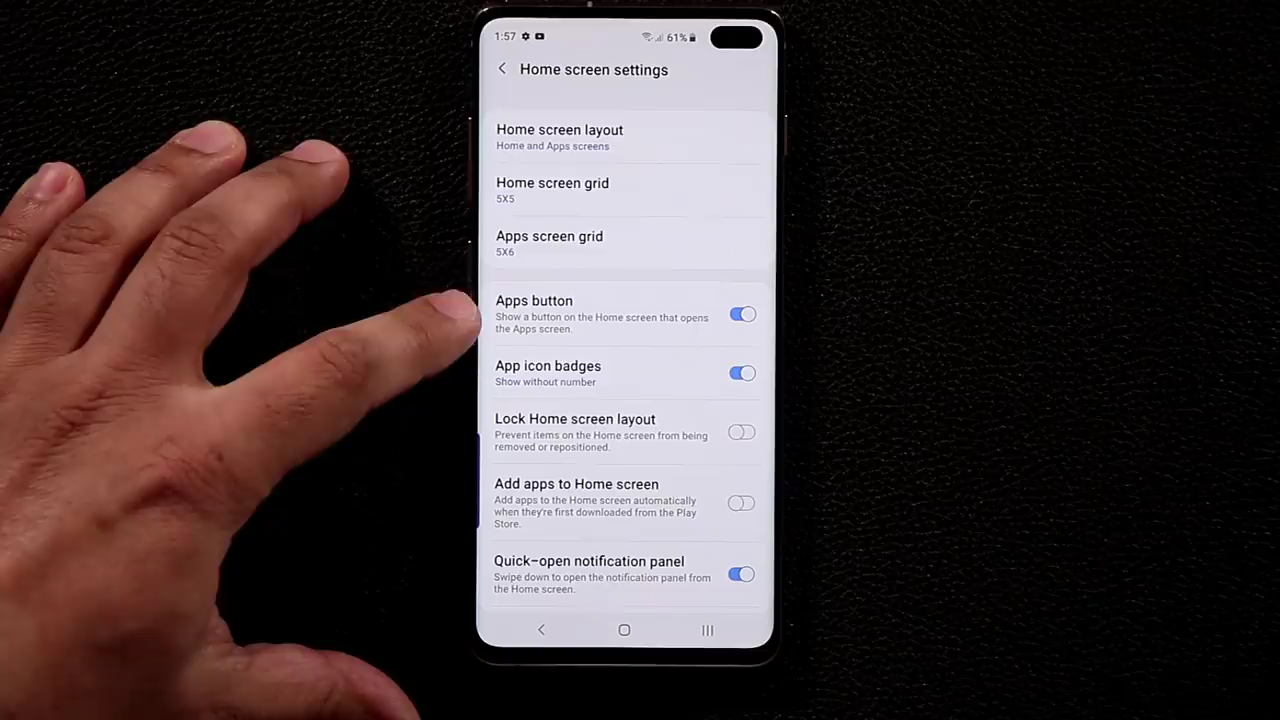 1:57 61%
Home screen settings
Home screen layout
Home and Apps screens
Home screen grid
5X5
Apps screen grid
5X6
Apps button
Show a button on the Home screen that opens
the Apps screen.
App icon badges
Show without number
Lock Home screen layout
Prevent items on the Home screen from being
removed or repositioned.
Add apps to Home screen
Add apps to the Home screen automatically
when they're first downloaded from the Play
Store.
Quick-open notification panel
Swipe down to open the notification panel from
the Home screen.